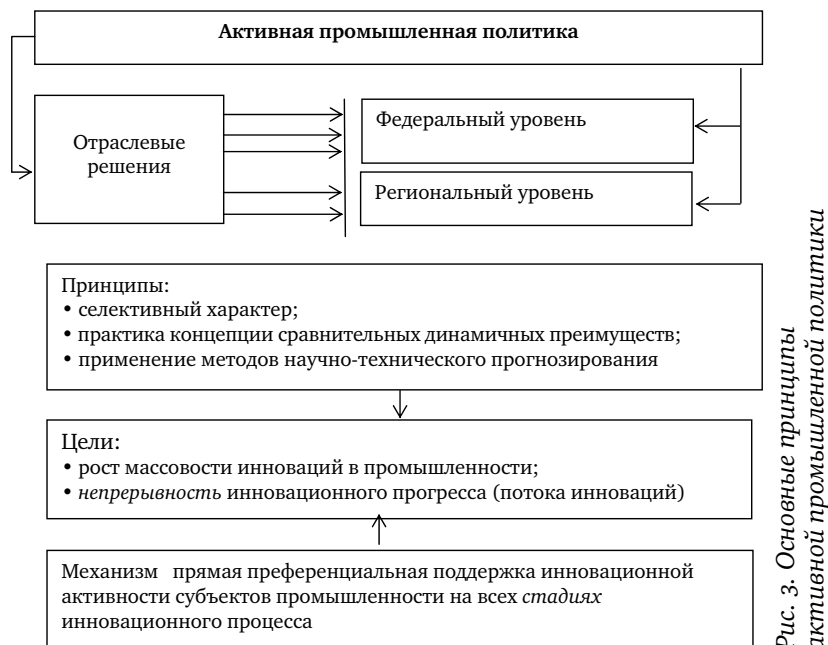 Активная промышленная политика
Отраслевые
решения
Федеральный уровень
Региональный уровень
Принципы:
• селективный характер;
• практика концепции сравнительных динамичных преимуществ;
• применение методов научно-технического прогнозирования
Цели:
• рост массовости инноваций в промышленности;
• непрерывность инновационного прогресса (потока инноваций)
Механизм прямая преференциальная поддержка инновационной
активности субъектов промышленности на всех стадиях
инновационного процесса
Рис. 3. Основные принципы
активной промышленной политики